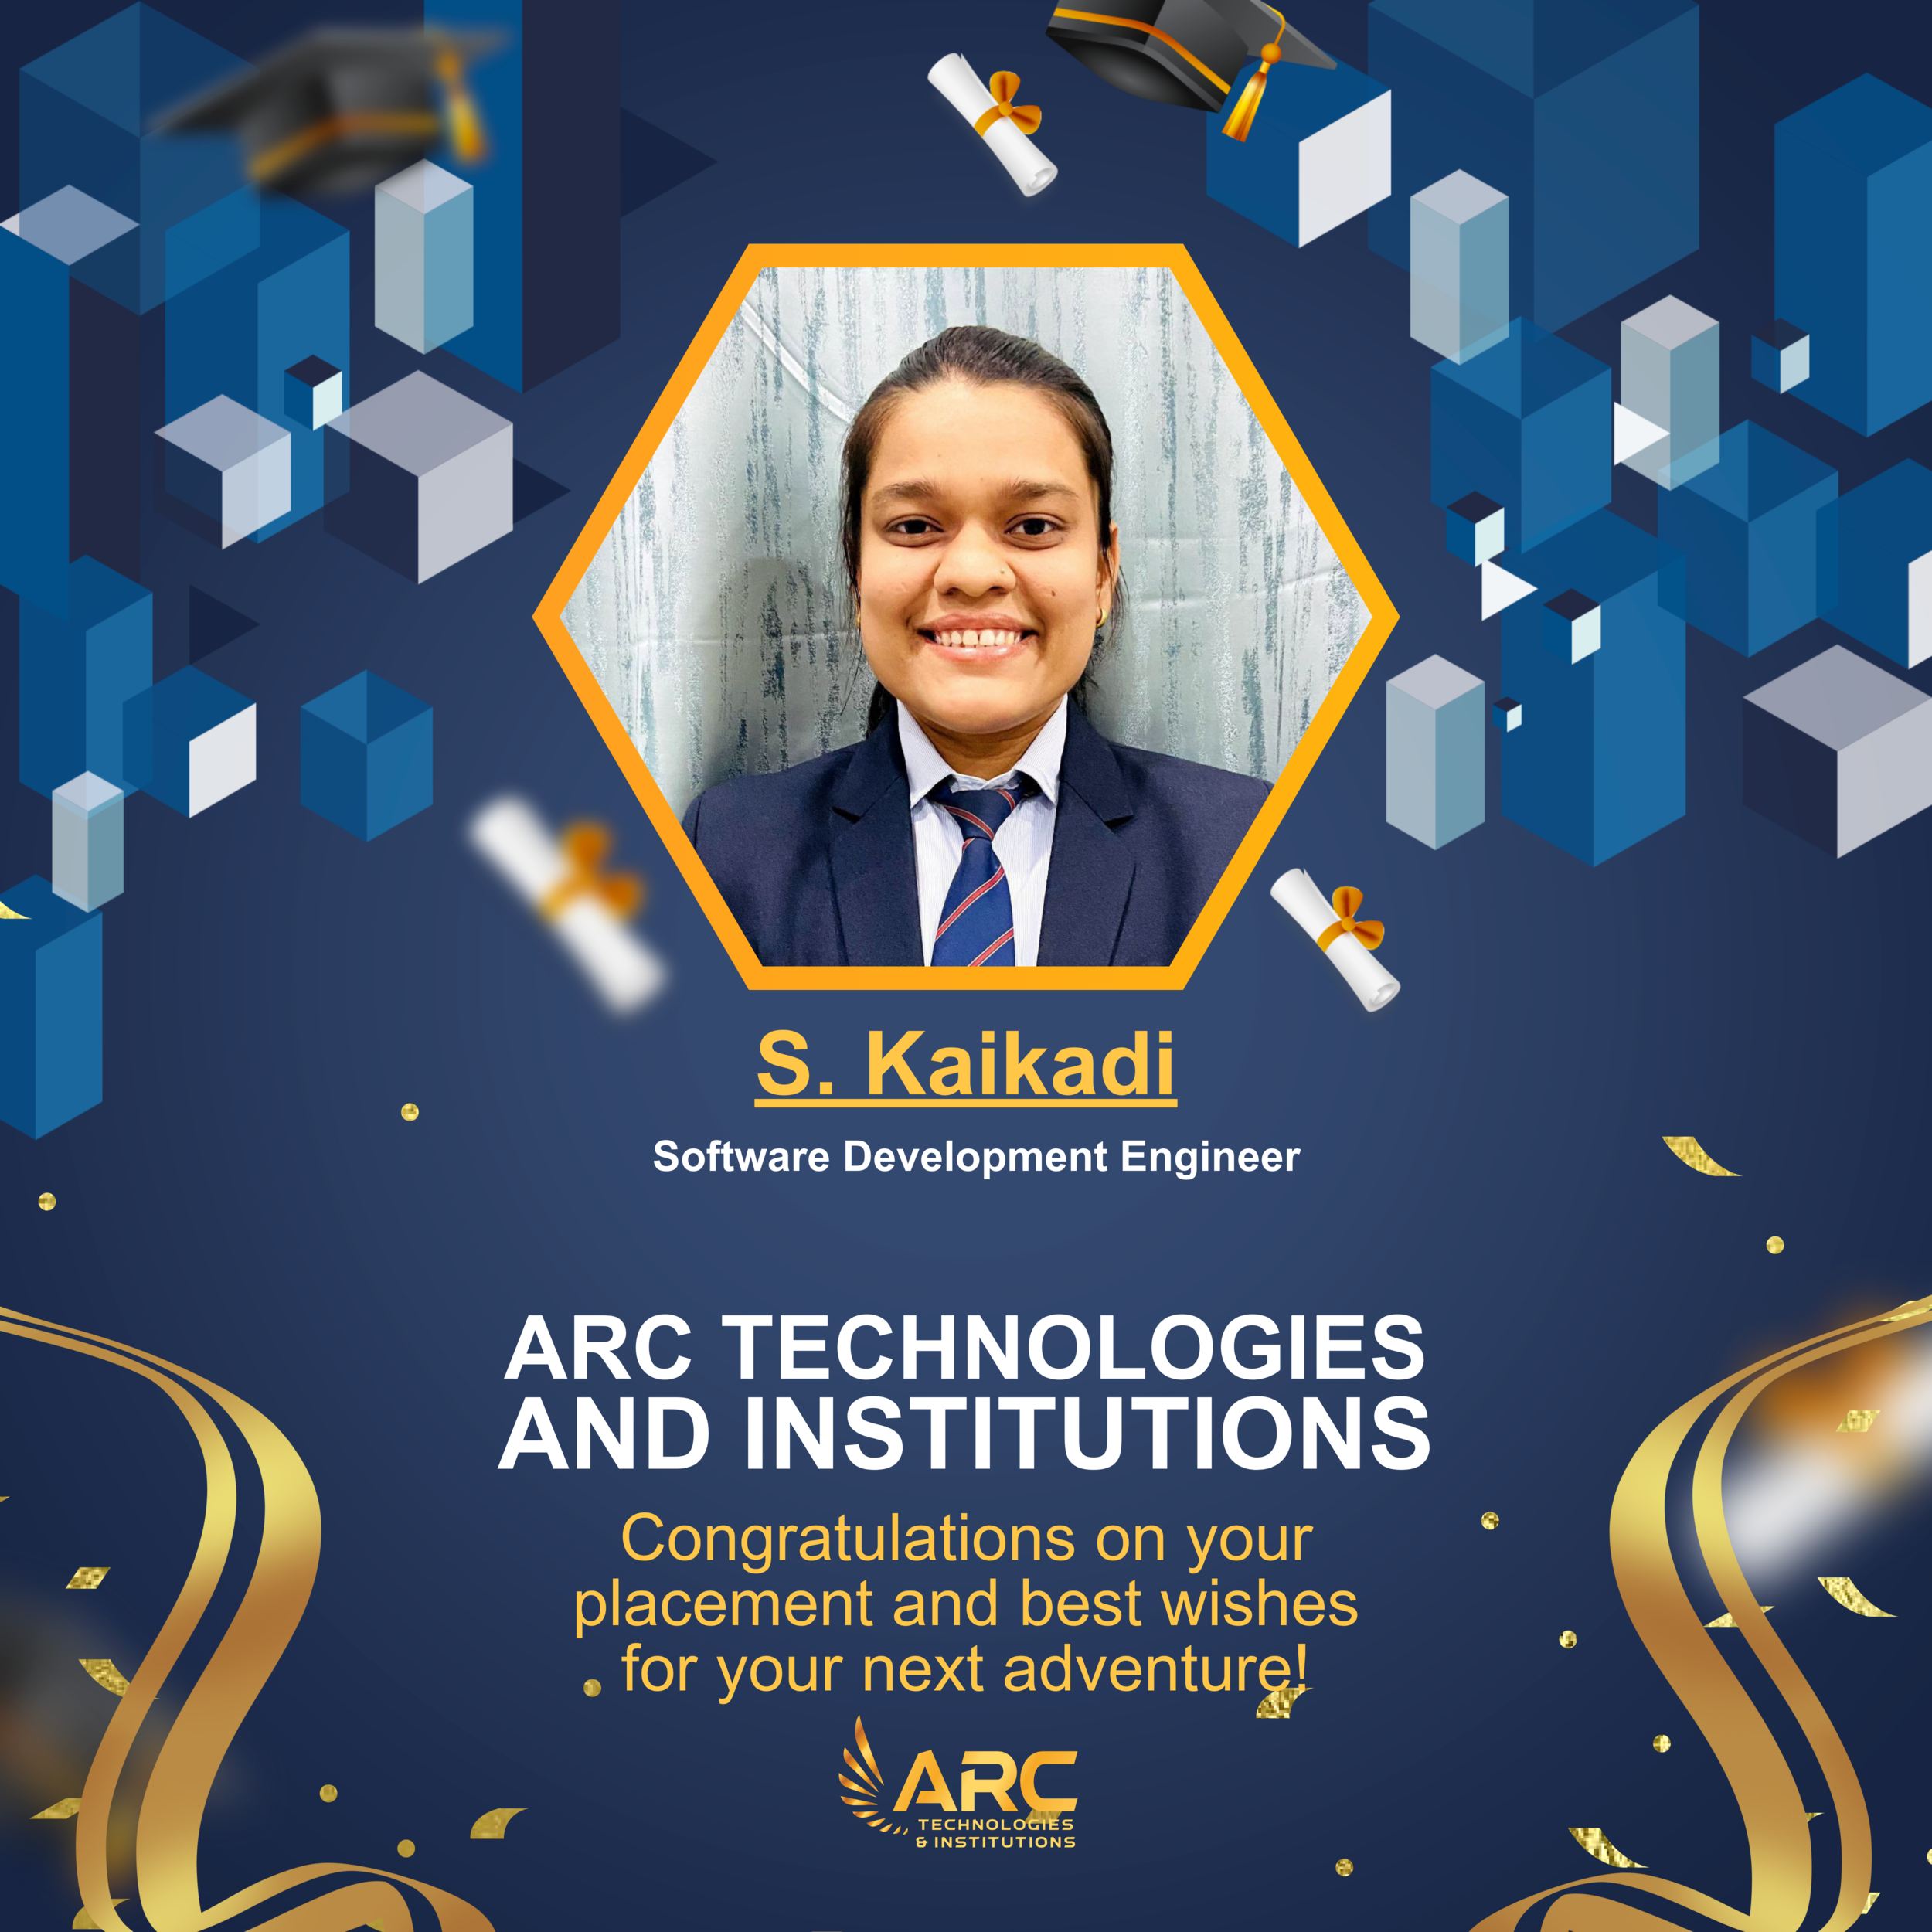 S. Kaikadi
Software Development Engineer
ARC TECHNOLOGIES
AND INSTITUTIONS
Congratulations on your
placement and best wishes
for your next adventure!
ARC
TECHNOLOGIES
& INSTITUTIONS